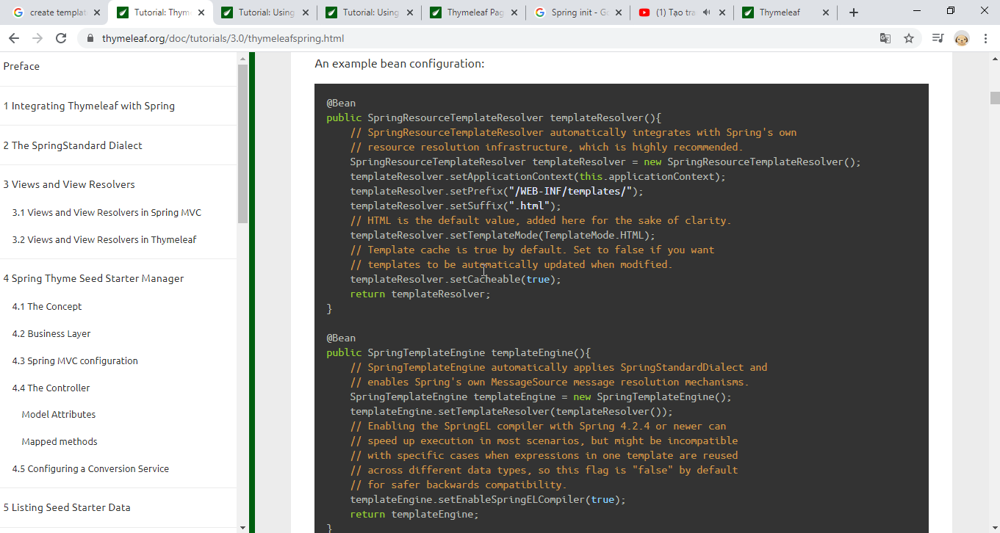 create templat
Tutorial: Thym
Tutorial: Using
Tutorial: Using
Thymeleaf Pag
Spring init - Go
(1) Tạo tra
Thymeleaf
thymeleaf.org/doc/tutorials/3.0/thymeleafspring.html
Preface
1 Integrating Thymeleaf with Spring
2 The SpringStandard Dialect
3 Views and View Resolvers
3.1 Views and View Resolvers in Spring MVC
3.2 Views and View Resolvers in Thymeleaf
4 Spring Thyme Seed Starter Manager
4.1 The Concept
4.2 Business Layer
4.3 Spring MVC configuration
4.4 The Controller
Model Attributes
Mapped methods
4.5 Configuring a Conversion Service
5 Listing Seed Starter Data
An example bean configuration:
@Bean
public SpringResourceTemplateResolver templateResolver(){
// SpringResourceTemplateResolver automatically integrates with Spring's own
// resource resolution infrastructure, which is highly recommended.
SpringResourceTemplateResolver templateResolver = new SpringResourceTemplateResolver();
templateResolver.setApplicationContext(this.applicationContext);
templateResolver.setPrefix("/WEB-INF/templates/");
templateResolver.setSuffix(".html");
// HTML is the default value, added here for the sake of clarity.
templateResolver.setTemplateMode(TemplateMode.HTML);
// Template cache is true by default. Set to false if you want
// templates to be automatically updated when modified.
templateResolver.setCacheable(true);
return templateResolver;
}
@Bean
public SpringTemplateEngine templateEngine(){
// SpringTemplateEngine automatically applies SpringStandardDialect and
// enables Spring's own MessageSource message resolution mechanisms.
SpringTemplateEngine templateEngine = new SpringTemplateEngine();
templateEngine.setTemplateResolver(templateResolver());
// Enabling the SpringEL compiler with Spring 4.2.4 or newer can
// speed up execution in most scenarios, but might be incompatible
// with specific cases when expressions in one template are reused
// across different data types, so this flag is "false" by default
// for safer backwards compatibility.
templateEngine.setEnableSpringELCompiler(true);
return templateEngine;
}